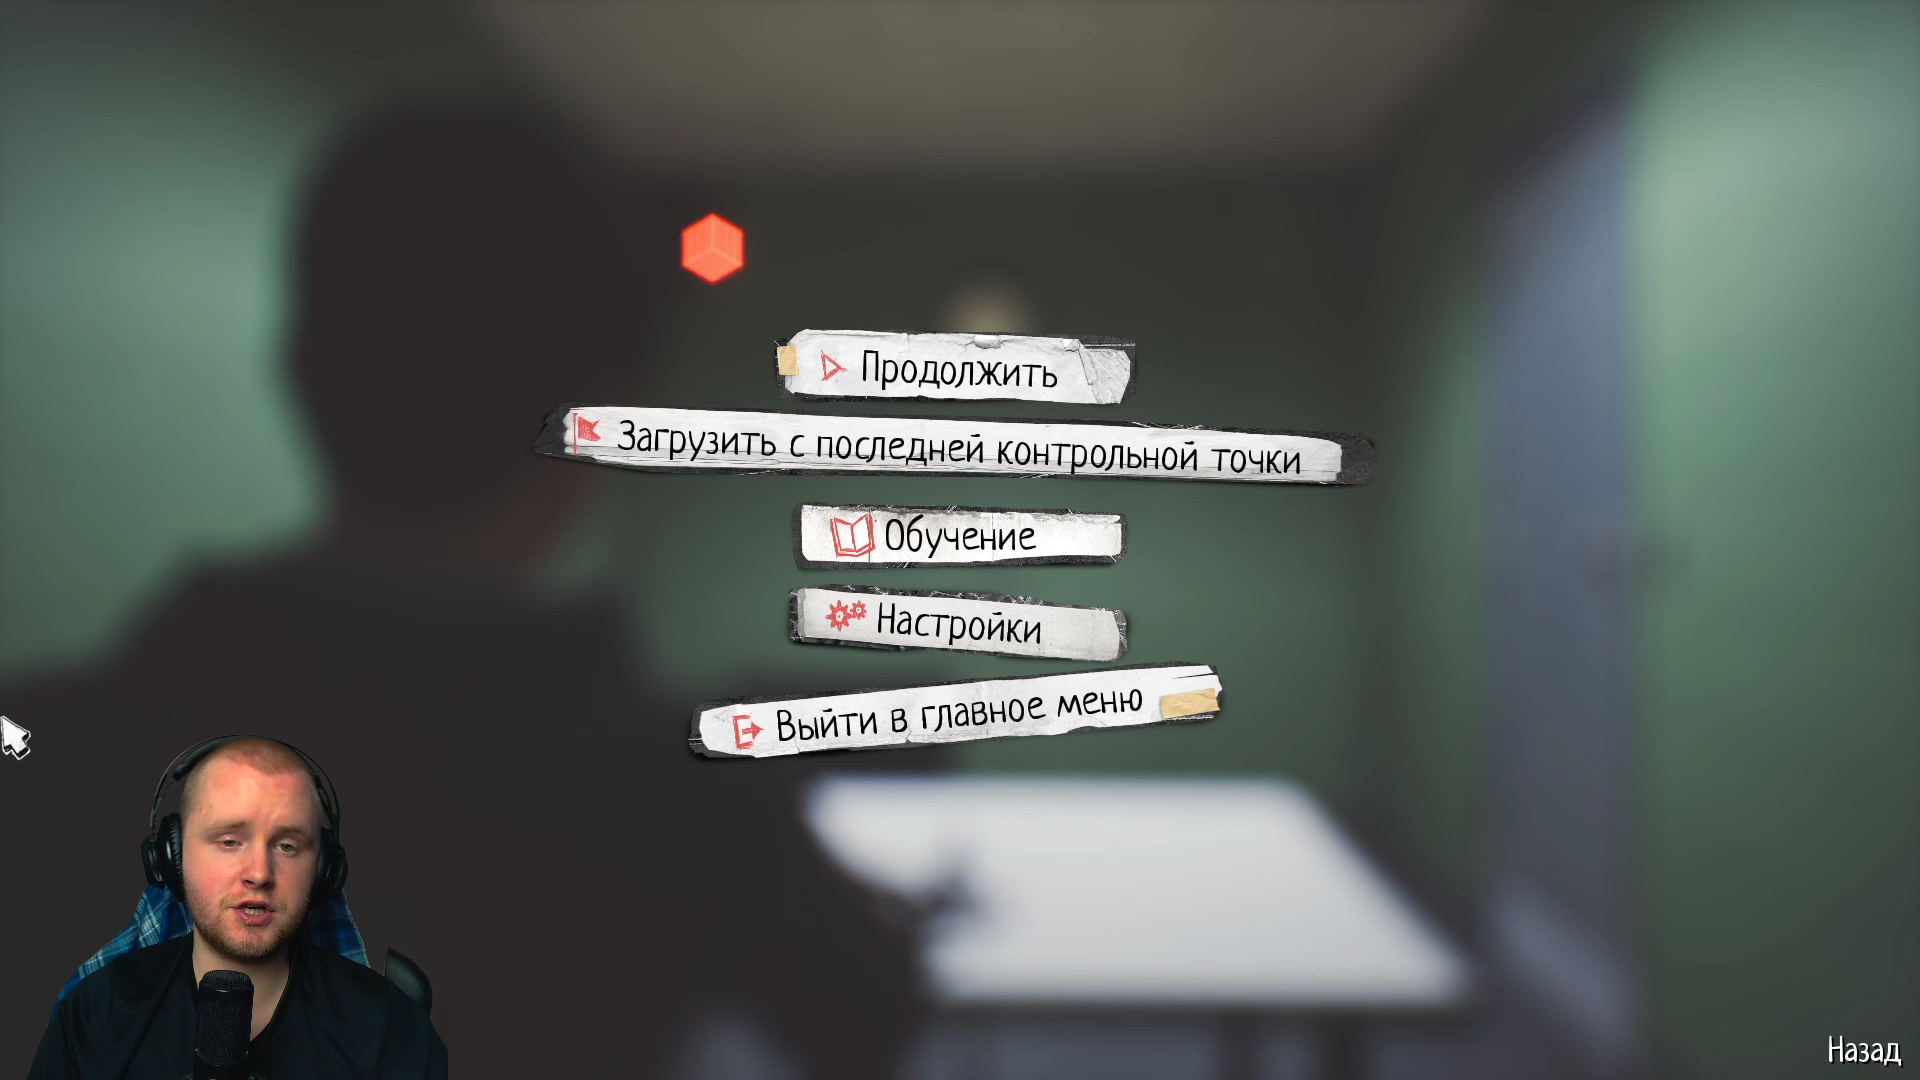 Продолжить
Загрузить с последней контрольной точки
Обучение
Настройки
Выйти в главное меню
Назад